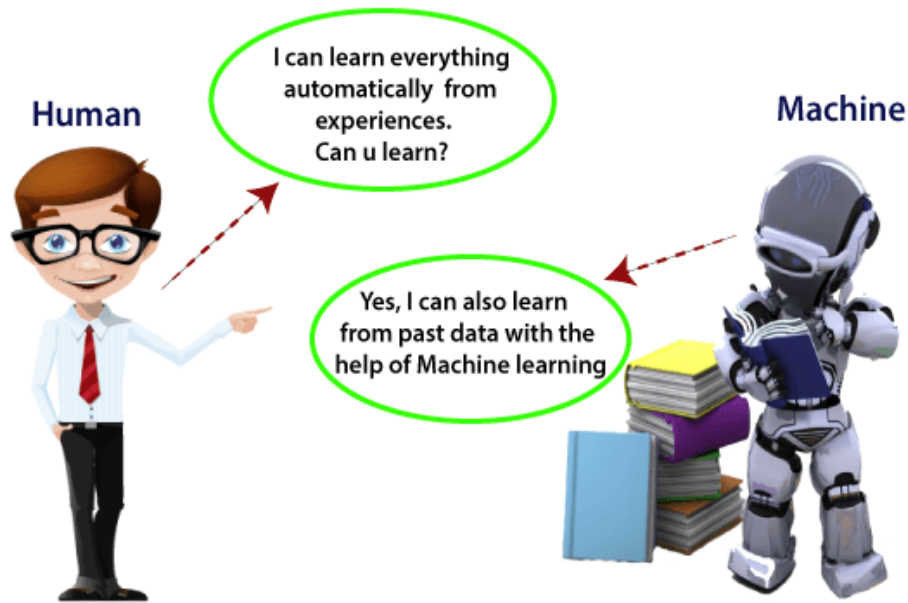 Human
I can learn everything
automatically from
experiences.
Can u learn?
Machine
Yes, I can also learn
from past data with the
help of Machine learning